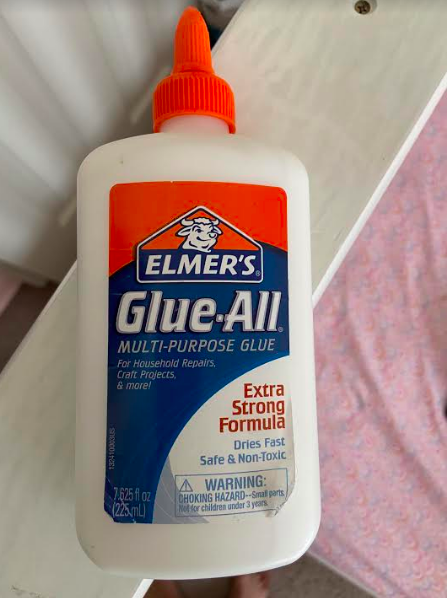 ELMER'S®
Glue·All®
MULTI-PURPOSE GLUE
For Household Repairs,
Craft Projects,
& more!
Extra
Strong
Formula
Dries Fast
Safe & Non-Toxic
WARNING:
CHOKING HAZARD--Small parts.
Not for children under 3 years.
7.625 fl oz
(225 mL)